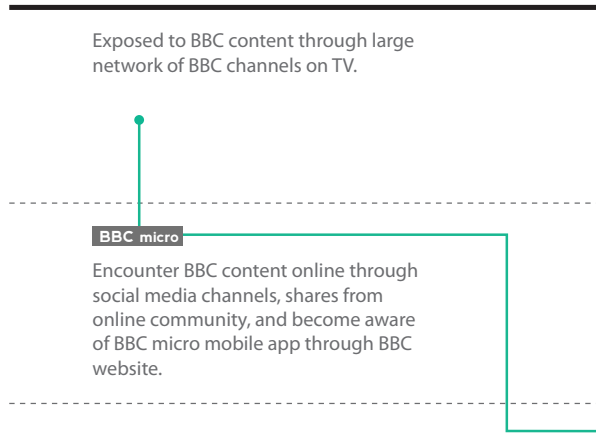 Exposed to BBC content through large
network of BBC channels on TV.
BBC micro
Encounter BBC content online through
social media channels, shares from
online community, and become aware
of BBC micro mobile app through BBC
website.